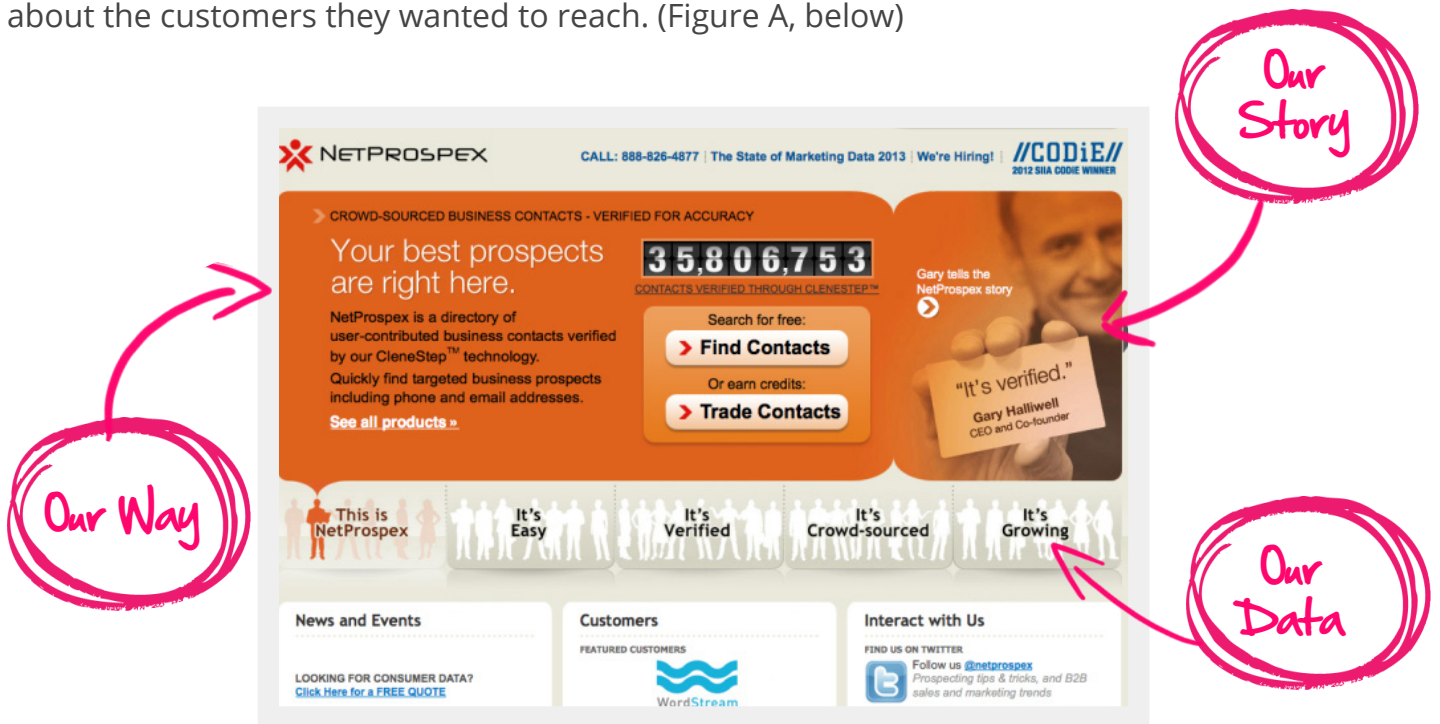 about the customers they wanted to reach. (Figure A, below)
Our
Story
NETPROSPEX
CALL: 888-826-4877 | The State of Marketing Data 2013 | We're Hiring! |
//CODiE//
2012 SIIA CODIE WINNER
CROWD-SOURCED BUSINESS CONTACTS - VERIFIED FOR ACCURACY
Your best prospects
are right here.
NetProspex is a directory of
user-contributed business contacts verified
by our CleneStep™ technology.
Quickly find targeted business prospects
including phone and email addresses.
See all products »
35,806,753
CONTACTS VERIFIED THROUGH CLENESTEP™
Search for free:
Find Contacts
Or earn credits:
Trade Contacts
Gary tells the
NetProspex story
"It's verified."
Gary Halliwell
CEO and Co-founder
Our Way
This is
NetProspex
It's
Easy
It's
Verified
It's
Crowd-sourced
It's
Growing
Our
Data
News and Events
LOOKING FOR CONSUMER DATA?
Click Here for a FREE QUOTE
Customers
FEATURED CUSTOMERS
WordStream
Interact with Us
FIND US ON TWITTER
Follow us @netprospex
Prospecting tips & tricks, and B2B
sales and marketing trends